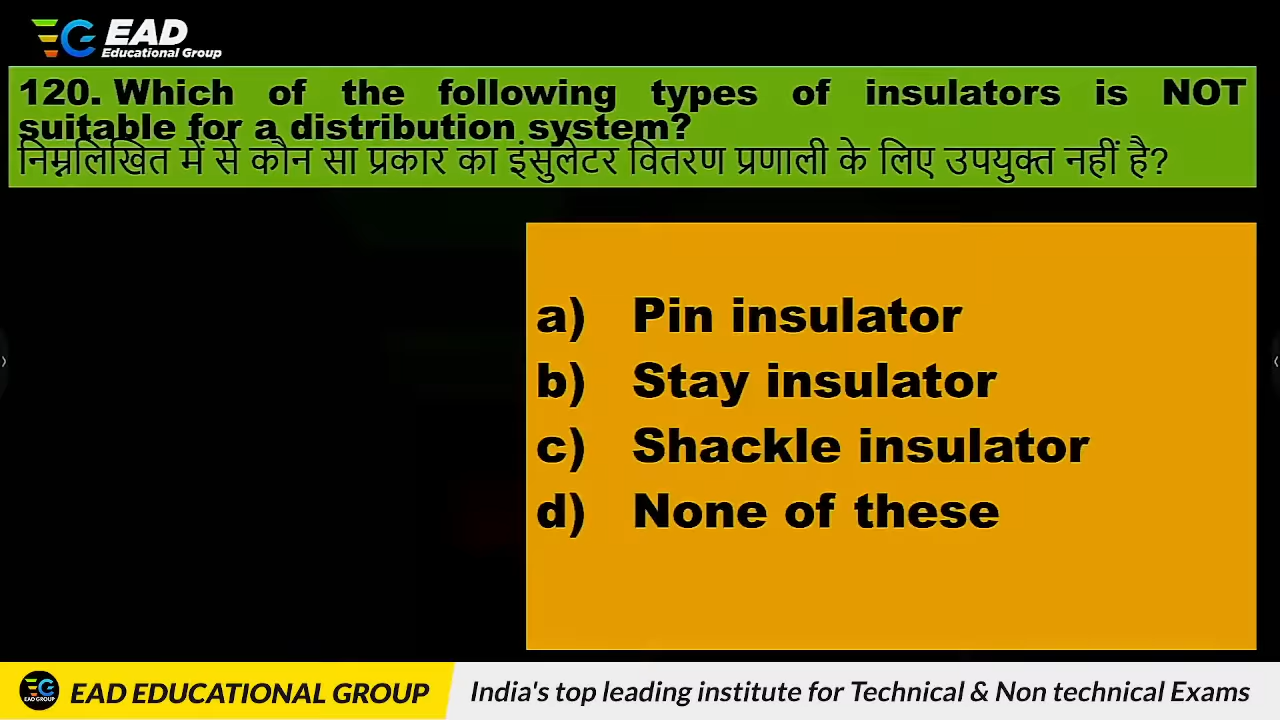 EAD
Educational Group
120. Which of the following types of insulators is NOT
suitable for a distribution system?
निम्नलिखित में से कौन सा प्रकार का इंसुलेटर वितरण प्रणाली के लिए उपयुक्त नहीं है?
a) Pin insulator
b) Stay insulator
c) Shackle insulator
d) None of these
EAD GROUP
EAD EDUCATIONAL GROUP
India's top leading institute for Technical & Non technical Exams